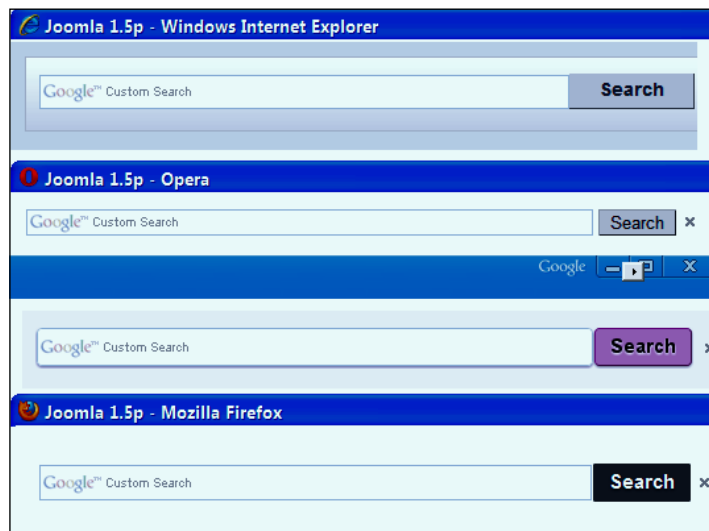 Joomla 1.5p - Windows Internet Explorer
Google™ Custom Search Search
Joomla 1.5p - Opera
Google™ Custom Search Search
Google
Google™ Custom Search Search
Joomla 1.5p - Mozilla Firefox
Google™ Custom Search Search